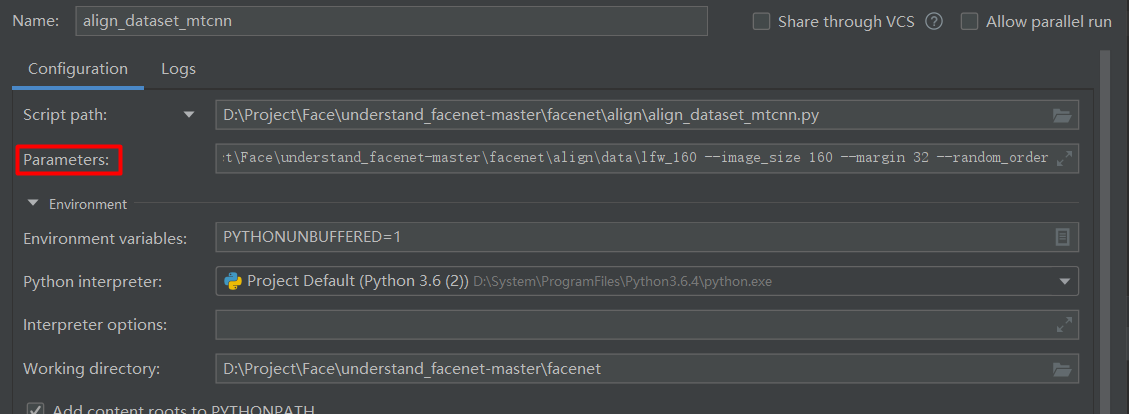 Name: align_dataset_mtcnn Share through VCS ? Allow parallel run
Configuration Logs
Script path: D:\Project\Face\understand_facenet-master\facenet\align\align_dataset_mtcnn.py
Parameters: ct\Face\understand_facenet-master\facenet\align\data\lfw_160 --image_size 160 --margin 32 --random_order
Environment
Environment variables: PYTHONUNBUFFERED=1
Python interpreter: Project Default (Python 3.6 (2)) D:\System\ProgramFiles\Python3.6.4\python.exe
Interpreter options:
Working directory: D:\Project\Face\understand_facenet-master\facenet
Add content roots to PYTHONPATH